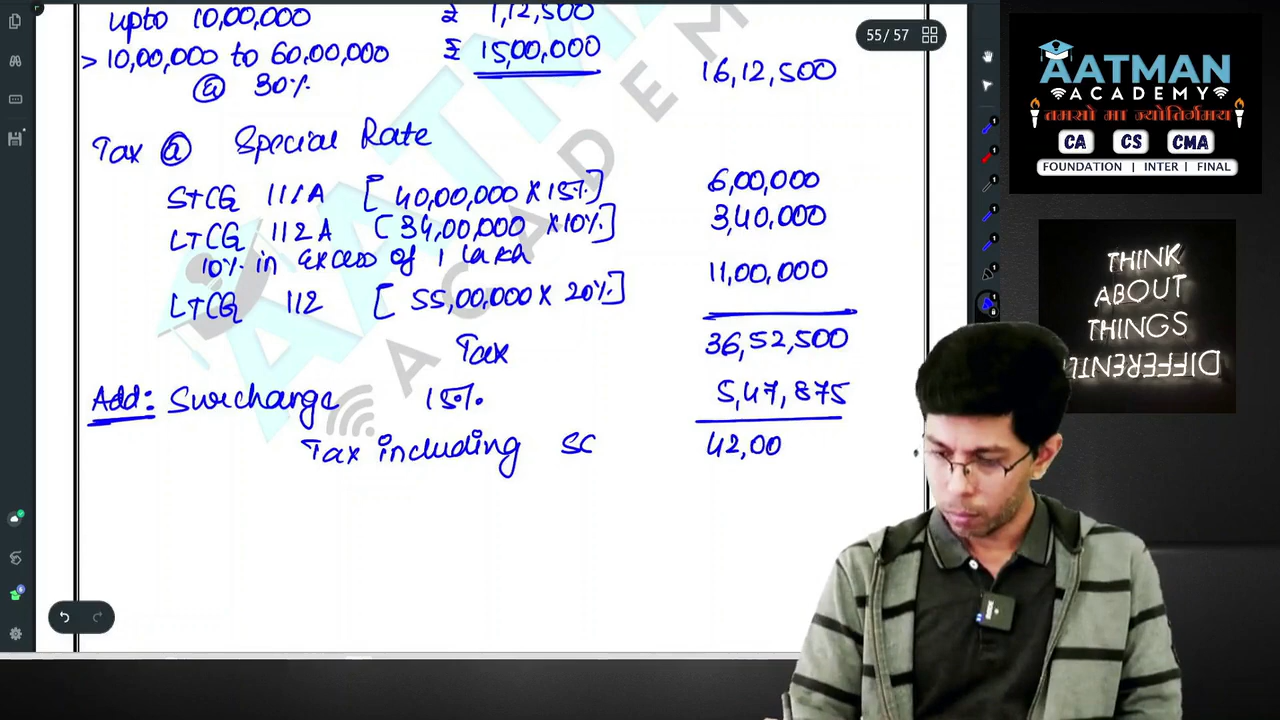 upto 10,00,000 ₹ 1,12,500
> 10,00,000 to 60,00,000 ₹ 15,00,000
@ 30%
16,12,500
Tax @ Special Rate
STCG 111A [ 40,00,000 x 15%] 6,00,000
LTCG 112A [ 34,00,000 x 10%] 3,40,000
10% in excess of 1 Lakh
LTCG 112 [ 55,00,000 x 20%] 11,00,000
Tax 36,52,500
Add: Surcharge 15% 5,47,875
Tax including SC 42,00
55 / 57
AATMAN
ACADEMY
तमसो मा ज्योतिर्गमय
CA CS CMA
FOUNDATION | INTER | FINAL
THINK
ABOUT
THINGS
DIFFERENTL
AATMA
ACADEM